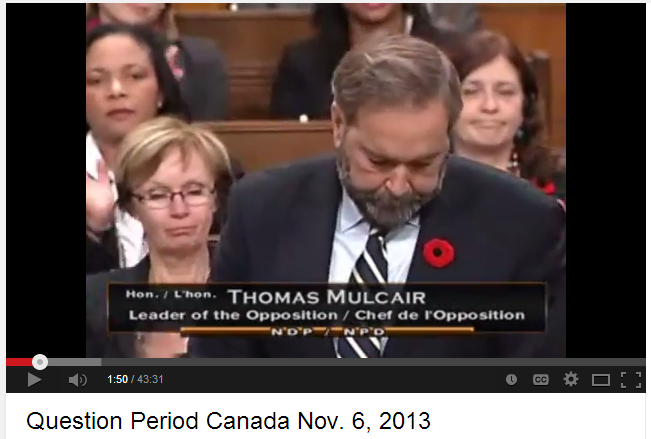 Hon. / L'hon. THOMAS MULCAIR
Leader of the Opposition / Chef de l'Opposition
NDP / NPD
1:50 / 43:31
CC
Question Period Canada Nov. 6, 2013